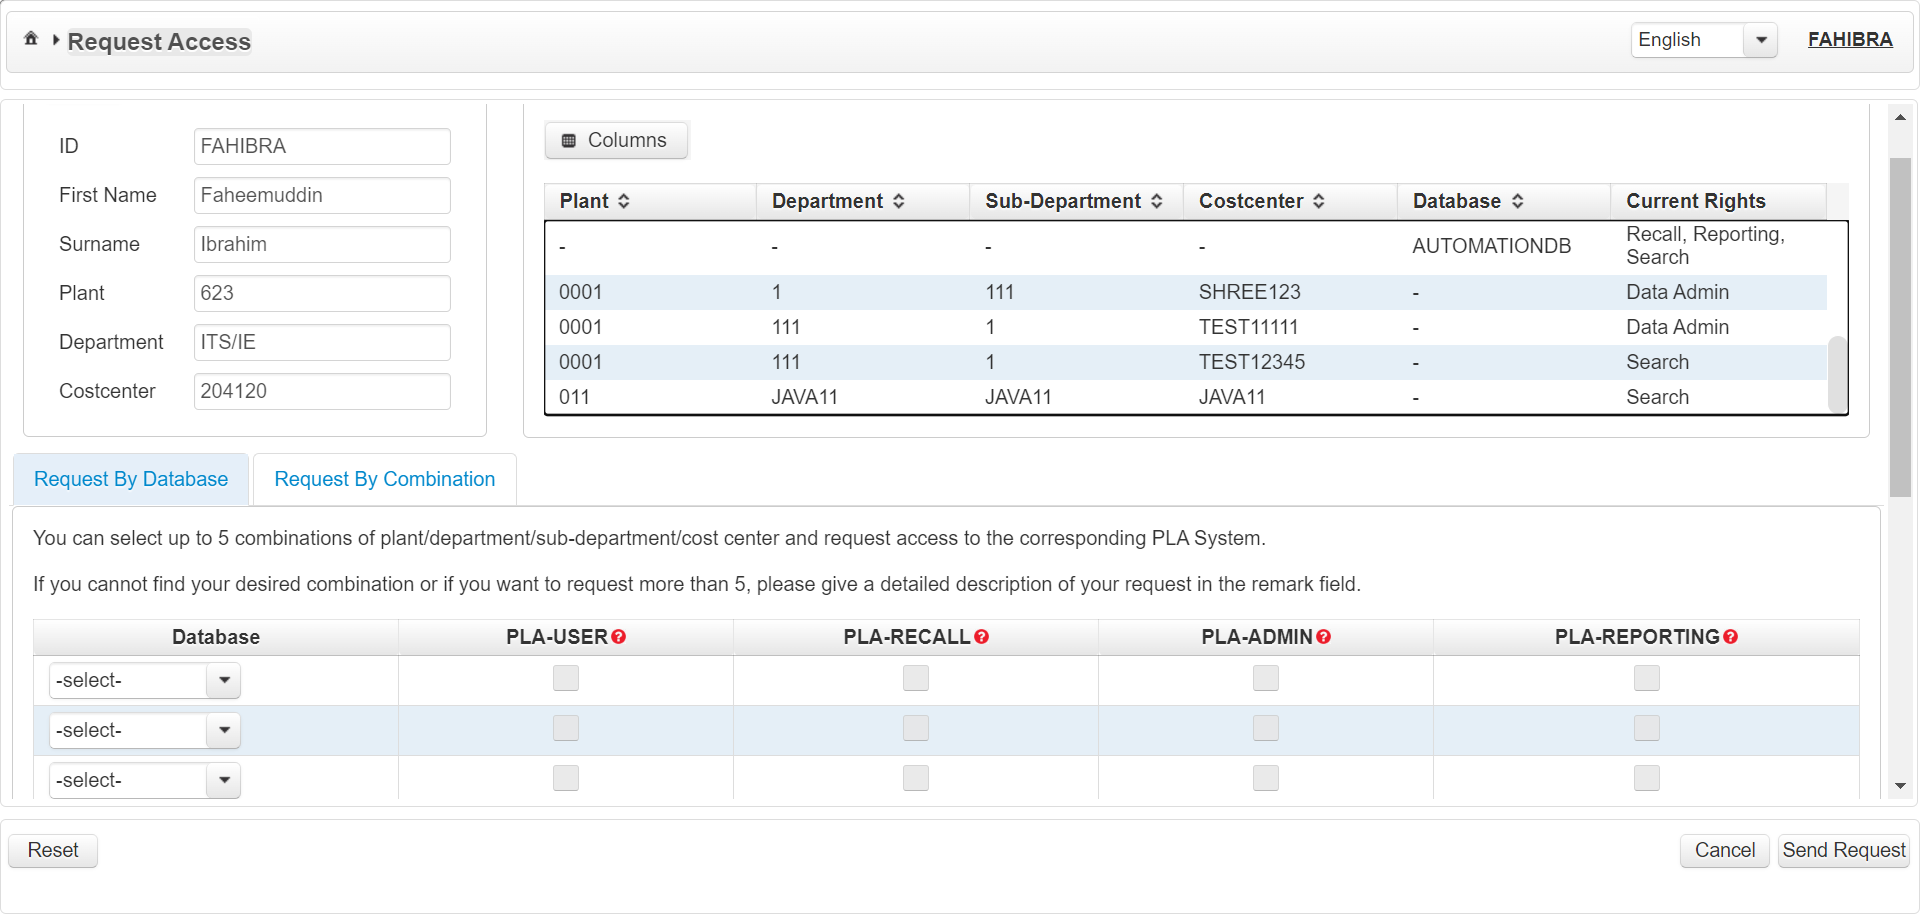 Request Access
English
FAHIBRA
ID FAHIBRA
First Name Faheemuddin
Surname Ibrahim
Plant 623
Department ITS/IE
Costcenter 204120
Columns
Plant Department Sub-Department Costcenter Database Current Rights
- - - - AUTOMATIONDB Recall, Reporting,
Search
0001 1 111 SHREE123 - Data Admin
0001 111 1 TEST11111 - Data Admin
0001 111 1 TEST12345 - Search
011 JAVA11 JAVA11 JAVA11 - Search
Request By Database Request By Combination
You can select up to 5 combinations of plant/department/sub-department/cost center and request access to the corresponding PLA System.
If you cannot find your desired combination or if you want to request more than 5, please give a detailed description of your request in the remark field.
Database PLA-USER? PLA-RECALL? PLA-ADMIN? PLA-REPORTING?
-select-
-select-
-select-
Reset Cancel Send Request